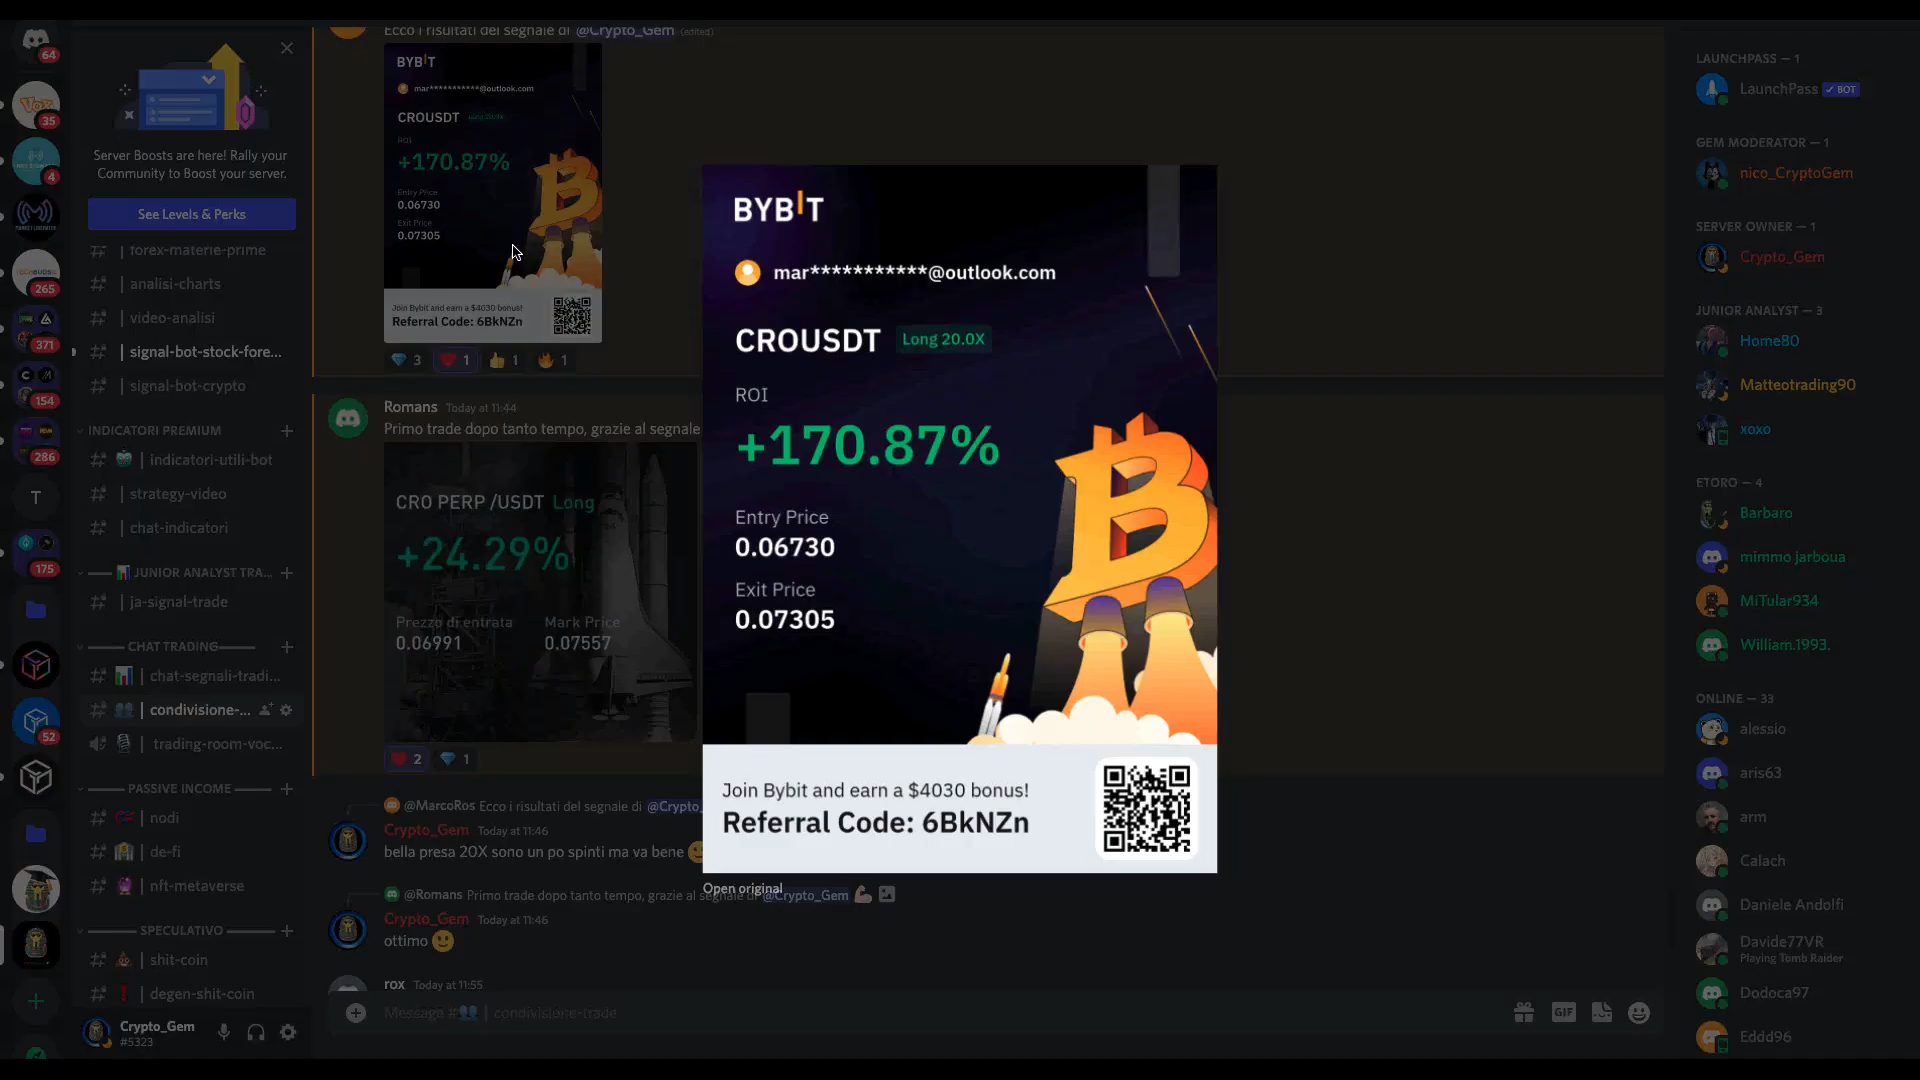 64
35
4
265
371
154
286
T
175
52
Server Boosts are here! Rally your
Community to Boost your server.
See Levels & Perks
| forex-materie-prime
| analisi-charts
| video-analisi
| signal-bot-stock-fore...
| signal-bot-crypto
INDICATORI PREMIUM
| indicatori-utili-bot
| strategy-video
| chat-indicatori
JUNIOR ANALYST TRA...
| ja-signal-trade
CHAT TRADING
| chat-segnali-tradi...
| condivisione-...
| trading-room-voc...
PASSIVE INCOME
| nodi
| de-fi
| nft-metaverse
SPECULATIVO
| shit-coin
| degen-shit-coin
Crypto_Gem
#5323
Ecco i risultati del segnale di @Crypto_Gem (edited)
BYBIT
mar***********@outlook.com
CROUSDT Long 20.0X
ROI
+170.87%
Entry Price
0.06730
Exit Price
0.07305
Join Bybit and earn a $4030 bonus!
Referral Code: 6BkNZn
3 1 1 1
Romans Today at 11:44
Primo trade dopo tanto tempo, grazie al segnale
CRO PERP /USDT Long
+24.29%
Prezzo di entrata Mark Price
0.06991 0.07557
2 1
@MarcoRos Ecco i risultati del segnale di @Crypto_
Crypto_Gem Today at 11:46
bella presa 20X sono un po spinti ma va bene
@Romans Primo trade dopo tanto tempo, grazie al segnale di @Crypto_Gem
Crypto_Gem Today at 11:46
ottimo
rox Today at 11:55
Message # | condivisione-trade
GIF
BYBIT
mar***********@outlook.com
CROUSDT Long 20.0X
ROI
+170.87%
Entry Price
0.06730
Exit Price
0.07305
Join Bybit and earn a $4030 bonus!
Referral Code: 6BkNZn
Open original
LAUNCHPASS — 1
LaunchPass ✓ BOT
GEM MODERATOR — 1
nico_CryptoGem
SERVER OWNER — 1
Crypto_Gem
JUNIOR ANALYST — 3
Home80
Matteotrading90
xoxo
ETORO — 4
Barbaro
mimmo jarboua
MiTular934
William.1993.
ONLINE — 33
alessio
aris63
arm
Calach
Daniele Andolfi
Davide77VR
Playing Tomb Raider
Dodoca97
Eddd96